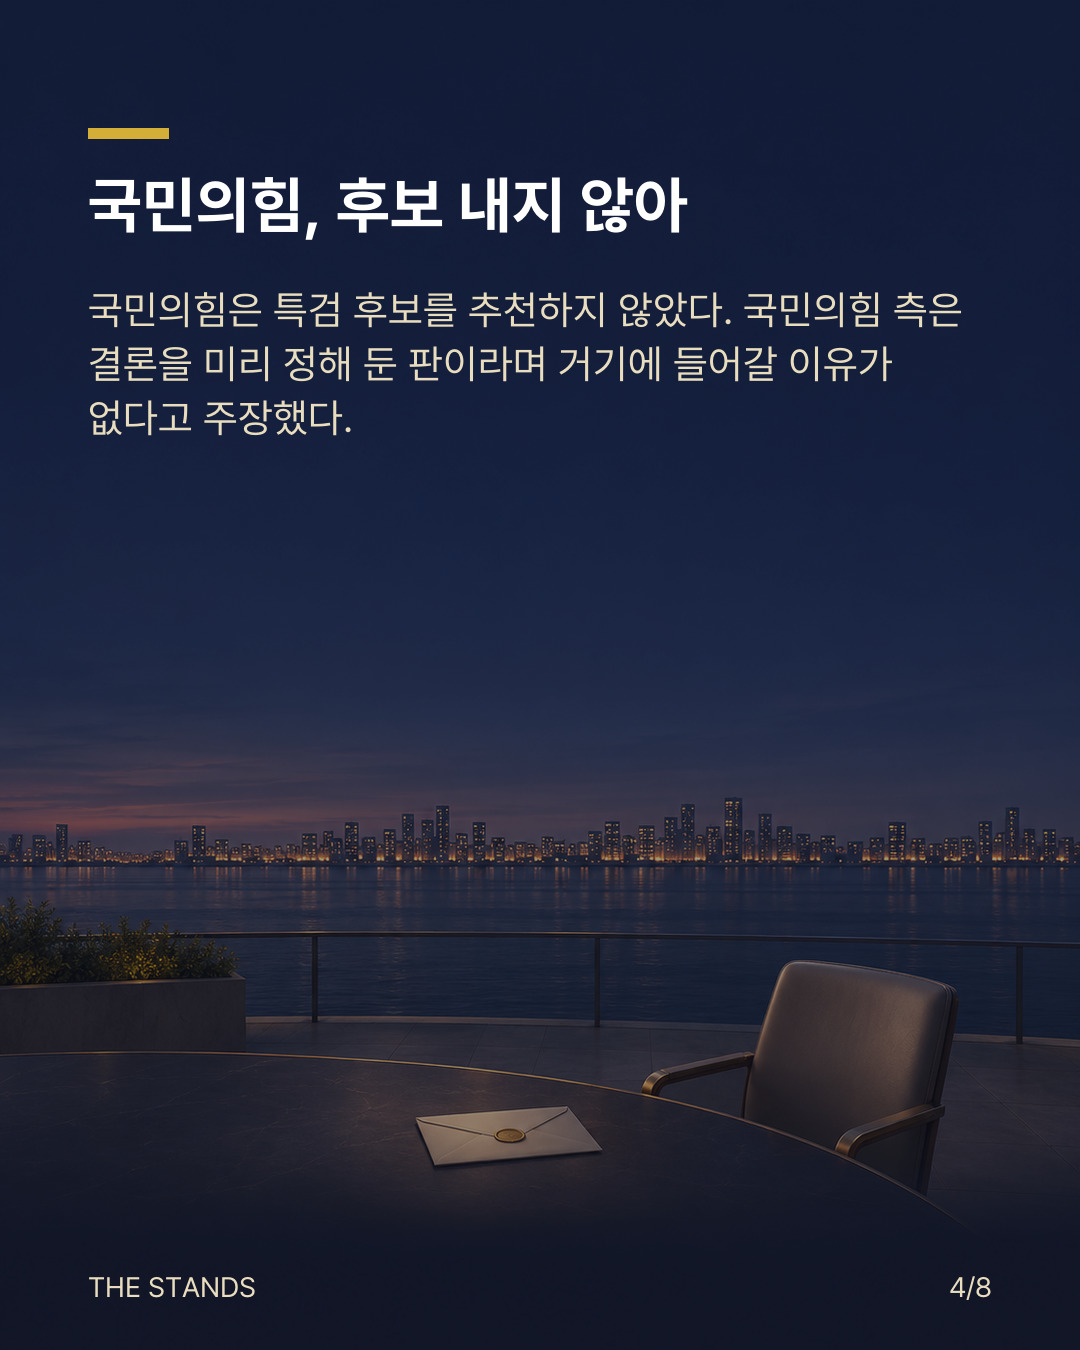 국민의힘, 후보 내지 않아
국민의힘은 특검 후보를 추천하지 않았다. 국민의힘 측은
결론을 미리 정해 둔 판이라며 거기에 들어갈 이유가
없다고 주장했다.
THE STANDS
4/8